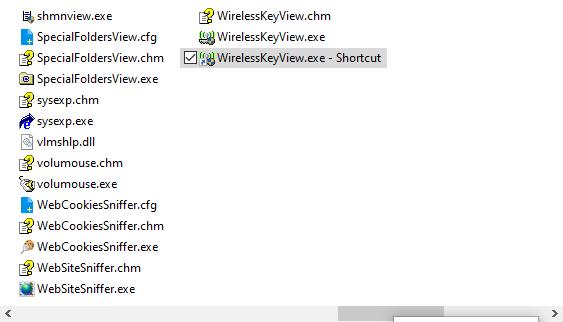 shmnview.exe
SpecialFoldersView.cfg
SpecialFoldersView.chm
SpecialFoldersView.exe
sysexp.chm
sysexp.exe
vlmshlp.dll
volumouse.chm
volumouse.exe
WebCookiesSniffer.cfg
WebCookiesSniffer.chm
WebCookiesSniffer.exe
WebSiteSniffer.chm
WebSiteSniffer.exe
WirelessKeyView.chm
WirelessKeyView.exe
WirelessKeyView.exe - Shortcut